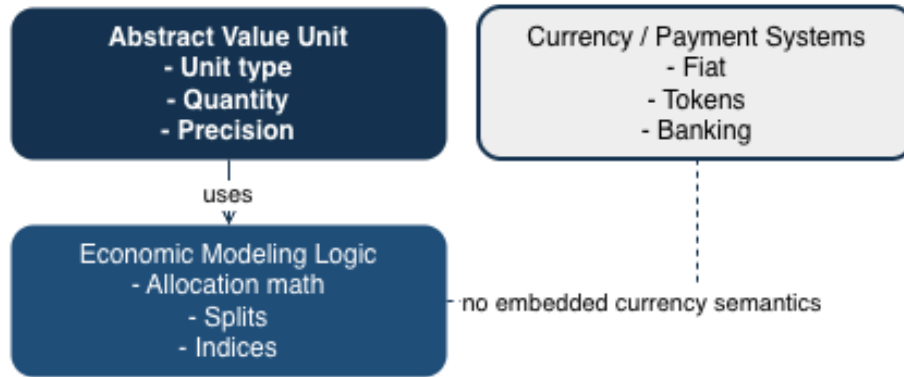 Abstract Value Unit
- Unit type
- Quantity
- Precision
Currency / Payment Systems
- Fiat
- Tokens
- Banking
uses
Economic Modeling Logic
- Allocation math
- Splits
- Indices
no embedded currency semantics